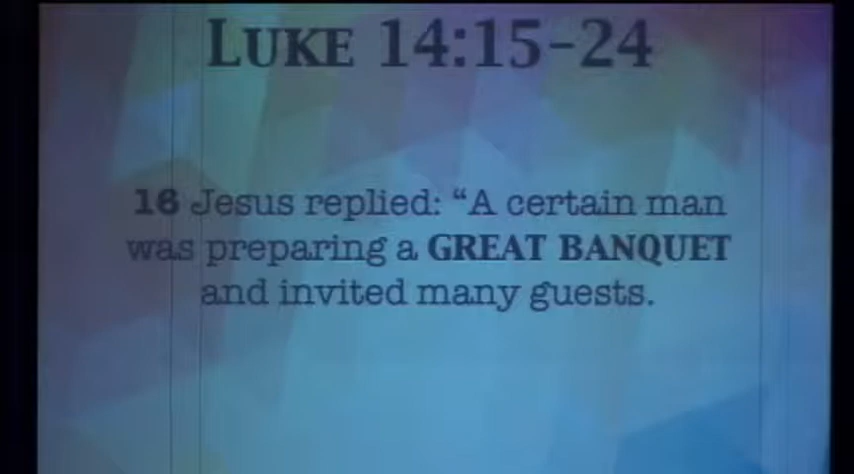 LUKE 14:15-24
16 Jesus replied: “A certain man
was preparing a GREAT BANQUET
and invited many guests.